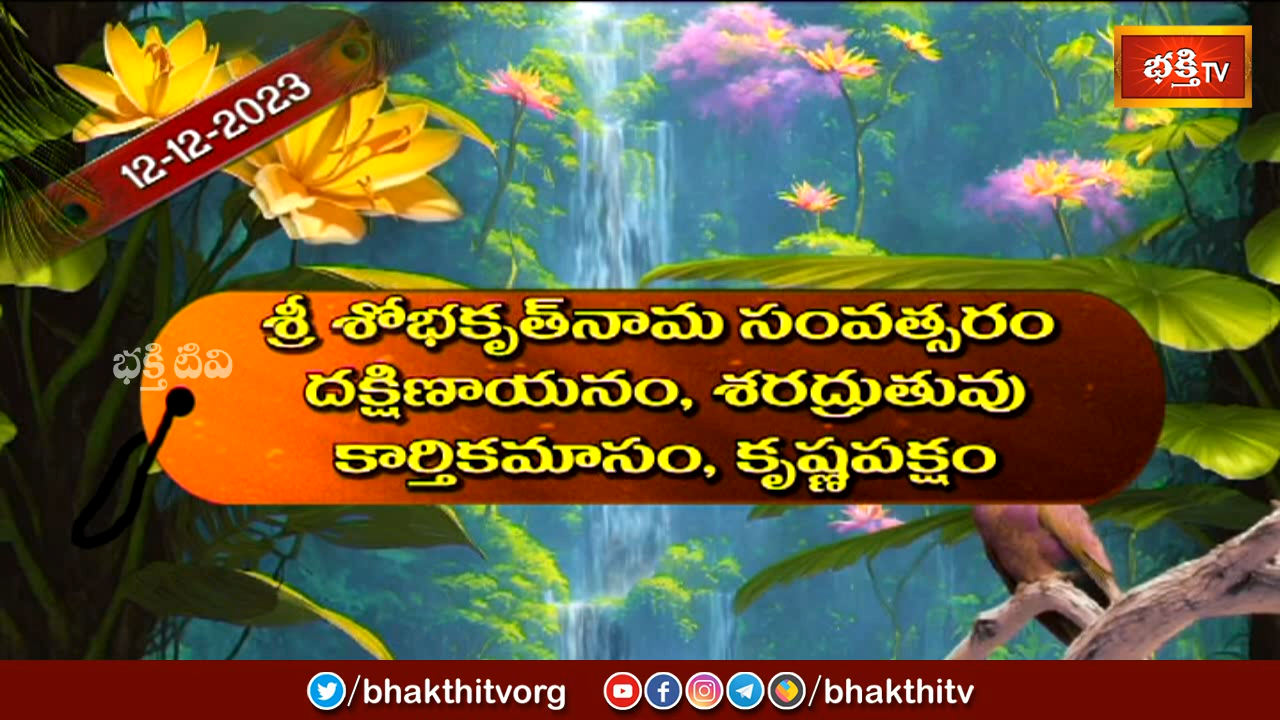 12-12-2023
భక్తి TV
శ్రీ శోభకృత్‌నామ సంవత్సరం
భక్తి టివి
దక్షిణాయనం, శరద్రుతువు
కార్తికమాసం, కృష్ణపక్షం
/bhakthitvorg /bhakthitv